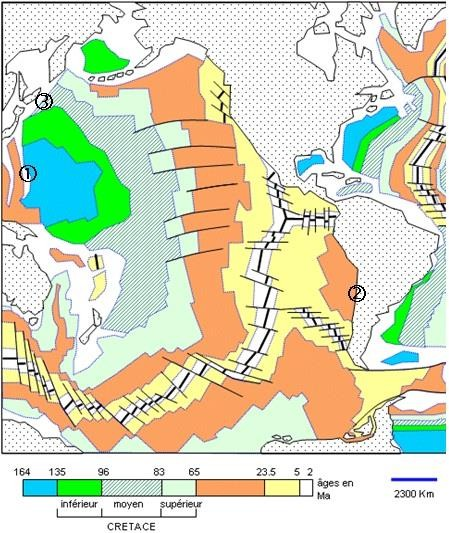 ③
①
②
164 135 96 83 65 23.5 5 2
âges en
Ma
inférieur moyen supérieur
CRETACE
2300 Km